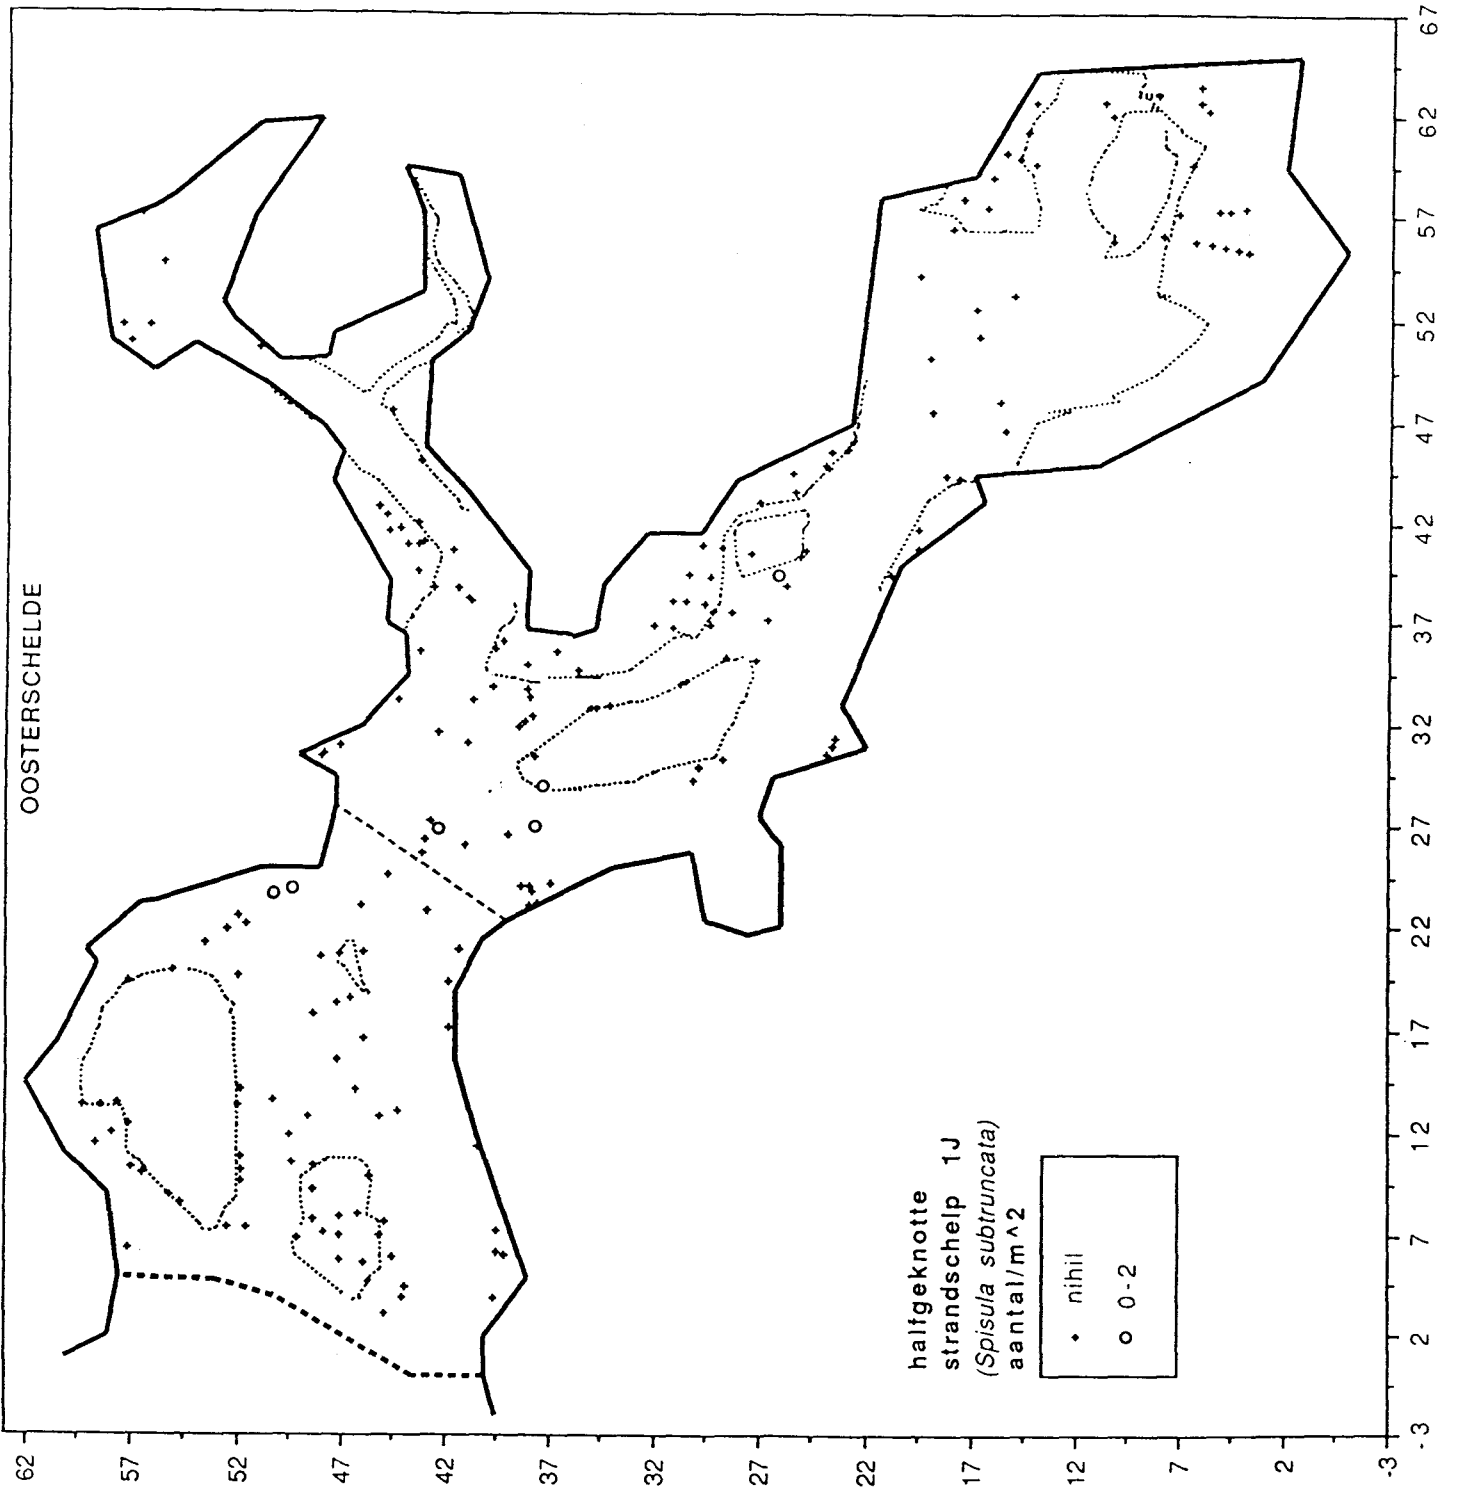 OOSTERSCHELDE
halfgeknotte
strandschelp 1J
(Spisula subtruncata)
aantal/m^2
nihil
0-2
62 57 52 47 42 37 32 27 22 17 12 7 2 -3
-3 2 7 12 17 22 27 32 37 42 47 52 57 62 67